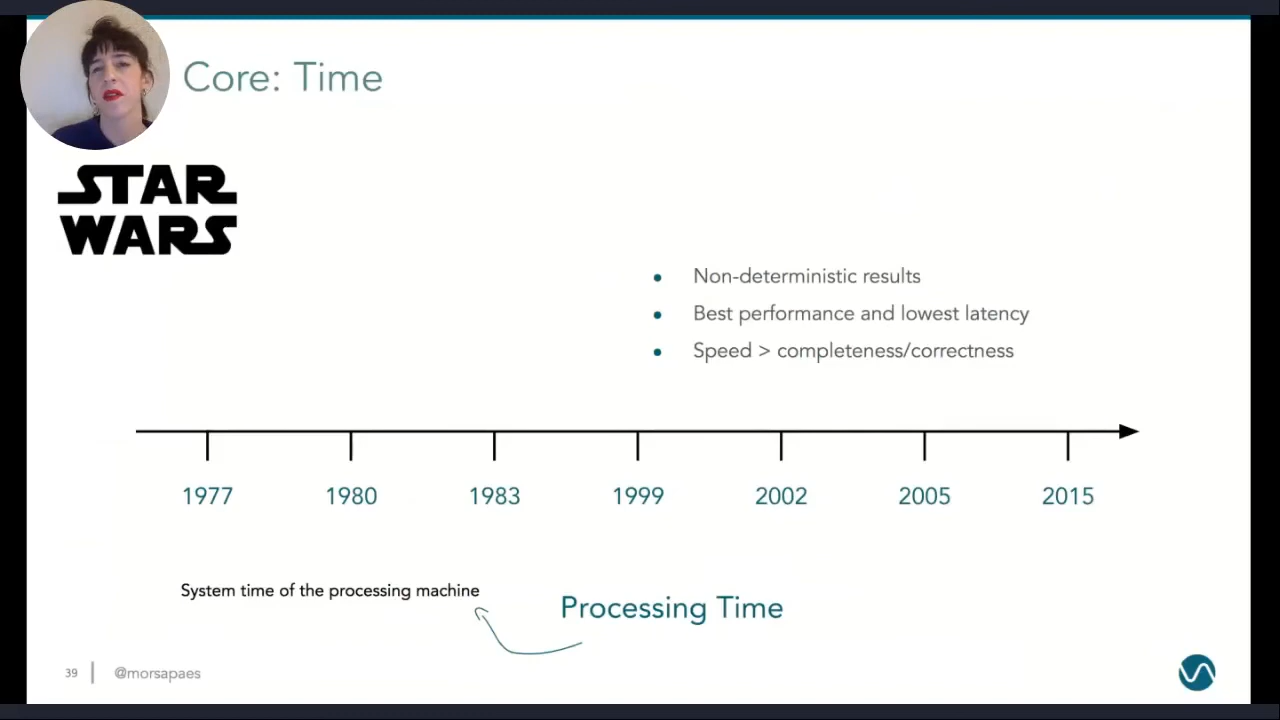 Core: Time
STAR
WARS
• Non-deterministic results
• Best performance and lowest latency
• Speed > completeness/correctness
1977 1980 1983 1999 2002 2005 2015
System time of the processing machine
Processing Time
39 | @morsapaes